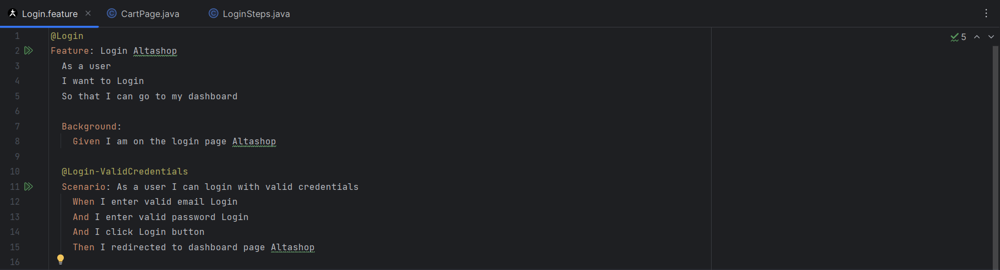 Login.feature CartPage.java LoginSteps.java
5
1 @Login
2 Feature: Login Altashop
3 As a user
4 I want to Login
5 So that I can go to my dashboard
6
7 Background:
8 Given I am on the login page Altashop
9
10 @Login-ValidCredentials
11 Scenario: As a user I can login with valid credentials
12 When I enter valid email Login
13 And I enter valid password Login
14 And I click Login button
15 Then I redirected to dashboard page Altashop
16